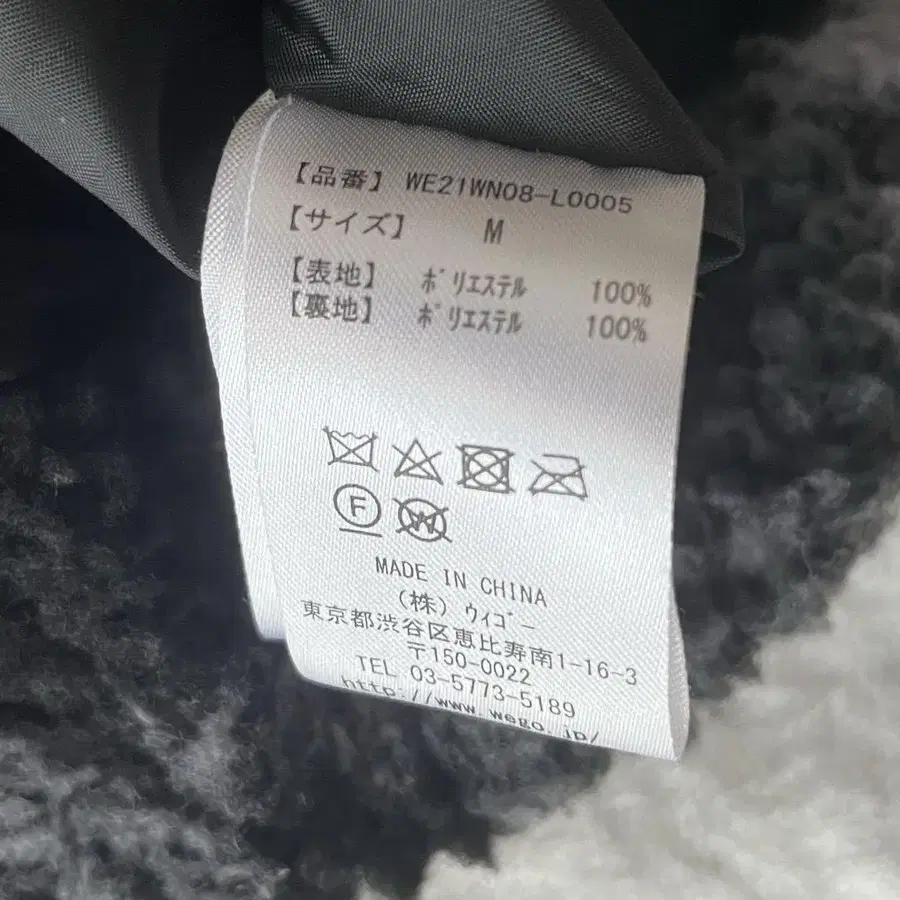 【品番】 WE21WN08-L0005
【サイズ】 M
【表地】 ﾎﾟﾘｴｽﾃﾙ 100%
【裏地】 ﾎﾟﾘｴｽﾃﾙ 100%
F W
MADE IN CHINA
(株) ｳｨｺﾞｰ
東京都渋谷区恵比寿南1-16-3
〒150-0022
TEL 03-5773-5189
http://www.wego.jp/